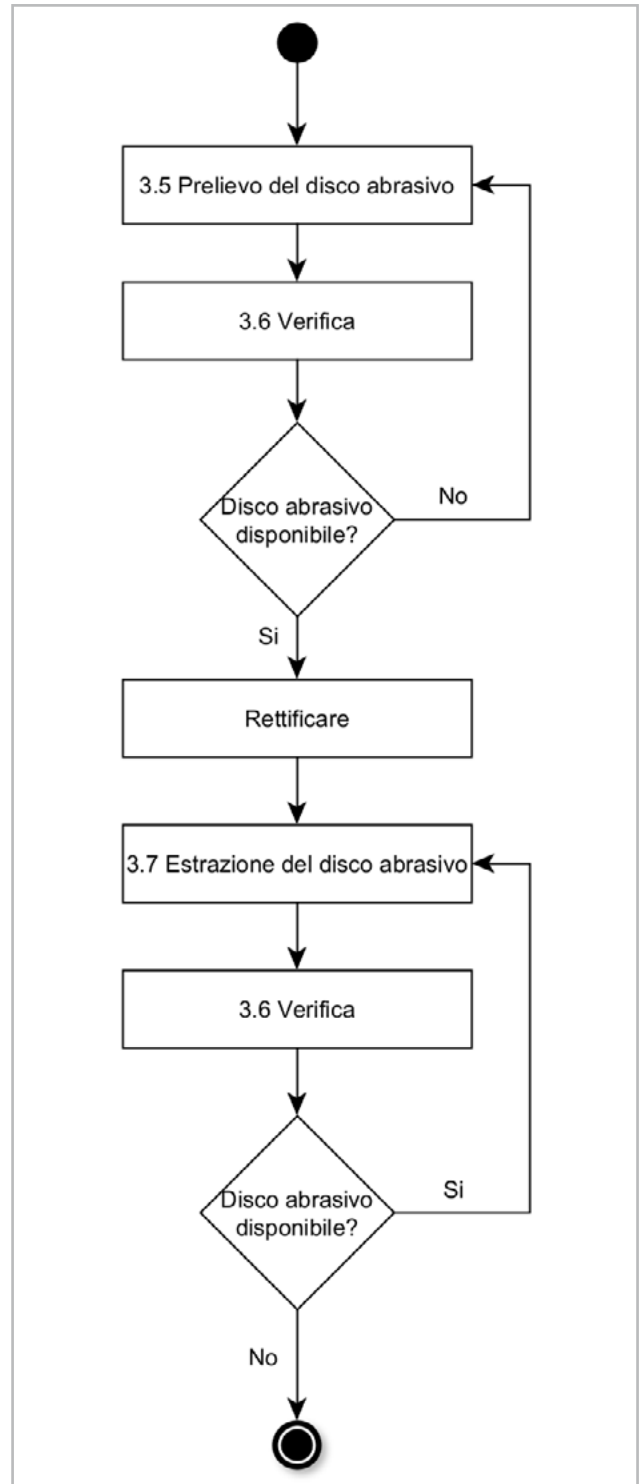 3.5 Prelievo del disco abrasivo
3.6 Verifica
Disco abrasivo
disponibile?
No
Si
Rettificare
3.7 Estrazione del disco abrasivo
3.6 Verifica
Disco abrasivo
disponibile?
Si
No